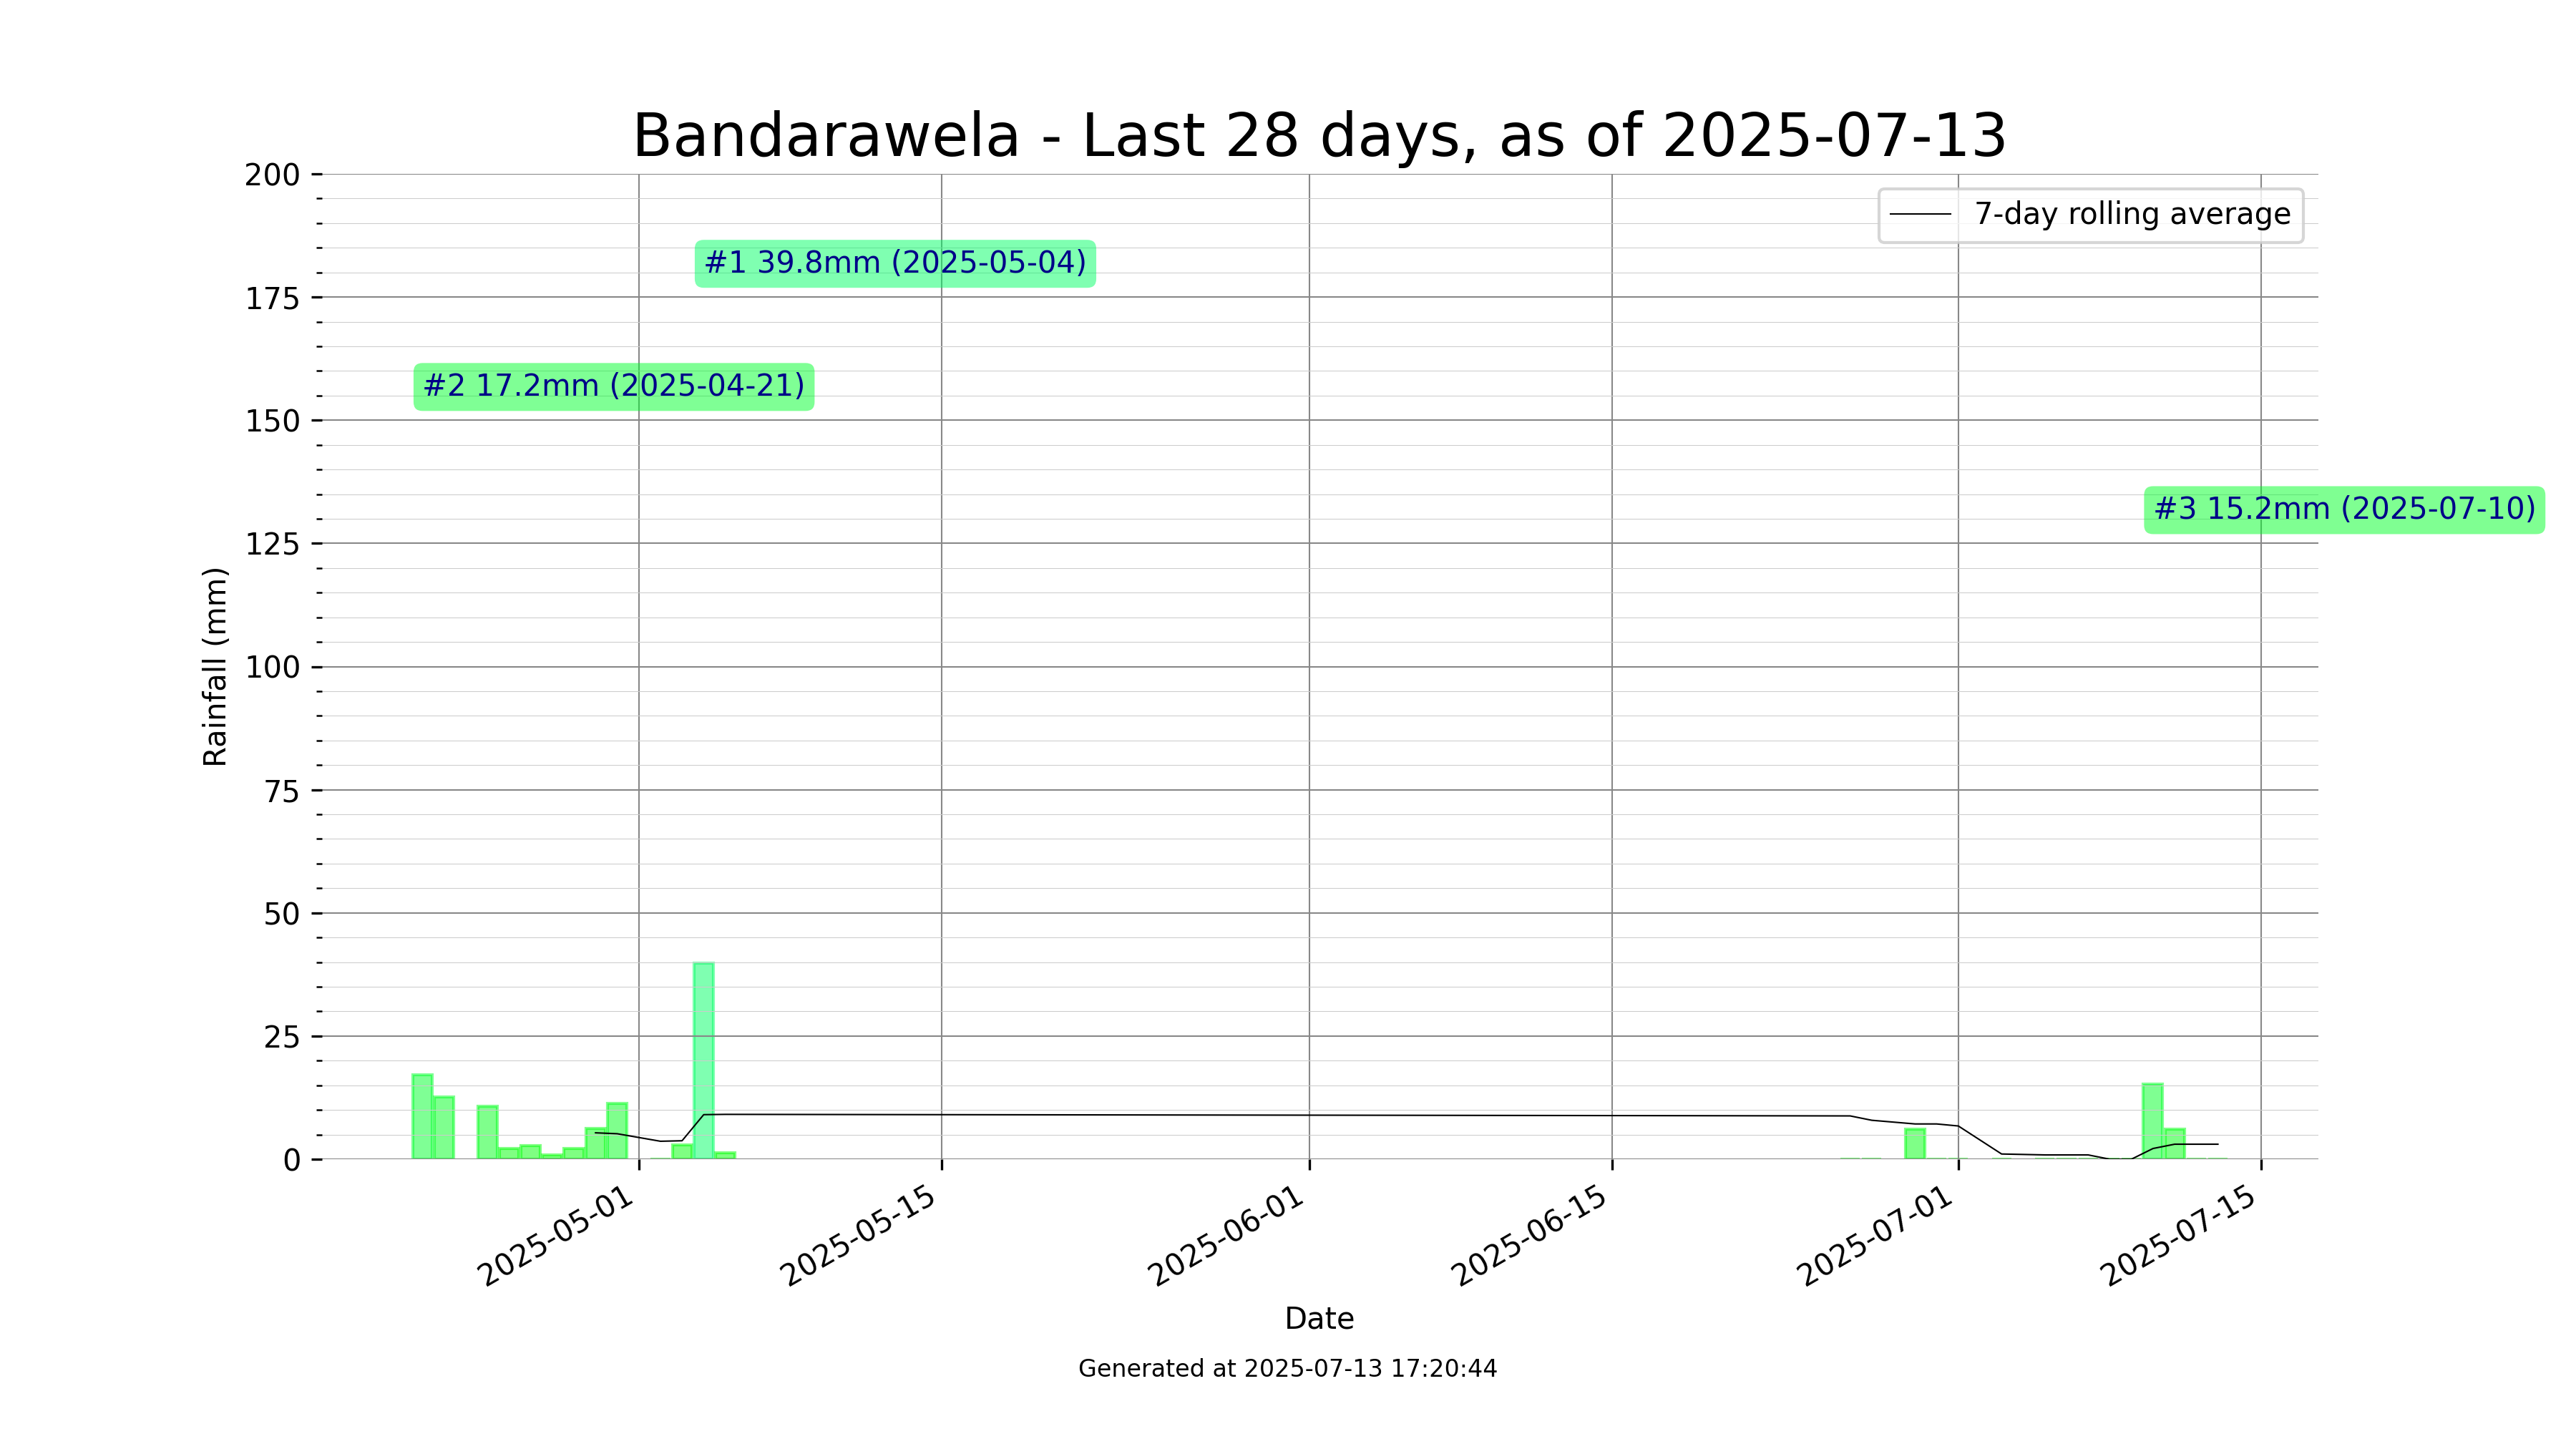 Bandarawela - Last 28 days, as of 2025-07-13
200
7-day rolling average
#1 39.8mm (2025-05-04)
175
#2 17.2mm (2025-04-21)
150
#3 15.2mm (2025-07-10)
125
Rainfall (mm)
100
75
50
25
0
2025-05-01
2025-05-15
2025-06-01
2025-06-15
2025-07-01
2025-07-15
Date
Generated at 2025-07-13 17:20:44